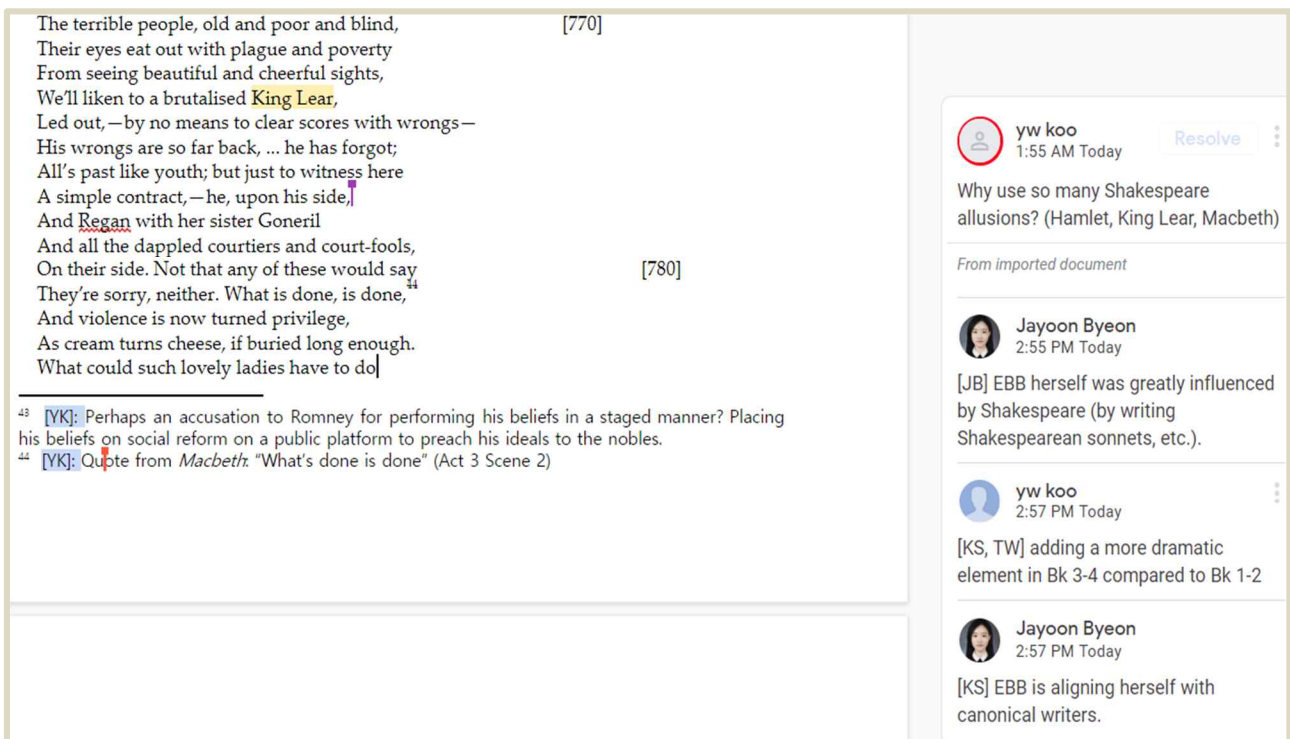 The terrible people, old and poor and blind, [770]
Their eyes eat out with plague and poverty
From seeing beautiful and cheerful sights,
We'll liken to a brutalised King Lear,
Led out,—by no means to clear scores with wrongs—
His wrongs are so far back, ... he has forgot;
All's past like youth; but just to witness here
A simple contract,—he, upon his side,
And Regan with her sister Goneril
And all the dappled courtiers and court-fools,
On their side. Not that any of these would say [780]
They're sorry, neither. What is done, is done,44
And violence is now turned privilege,
As cream turns cheese, if buried long enough.
What could such lovely ladies have to do
43 [YK]: Perhaps an accusation to Romney for performing his beliefs in a staged manner? Placing
his beliefs on social reform on a public platform to preach his ideals to the nobles.
44 [YK]: Quote from Macbeth: "What's done is done" (Act 3 Scene 2)
yw koo
1:55 AM Today
Resolve
Why use so many Shakespeare
allusions? (Hamlet, King Lear, Macbeth)
From imported document
Jayoon Byeon
2:55 PM Today
[JB] EBB herself was greatly influenced
by Shakespeare (by writing
Shakespearean sonnets, etc.).
yw koo
2:57 PM Today
[KS, TW] adding a more dramatic
element in Bk 3-4 compared to Bk 1-2
Jayoon Byeon
2:57 PM Today
[KS] EBB is aligning herself with
canonical writers.